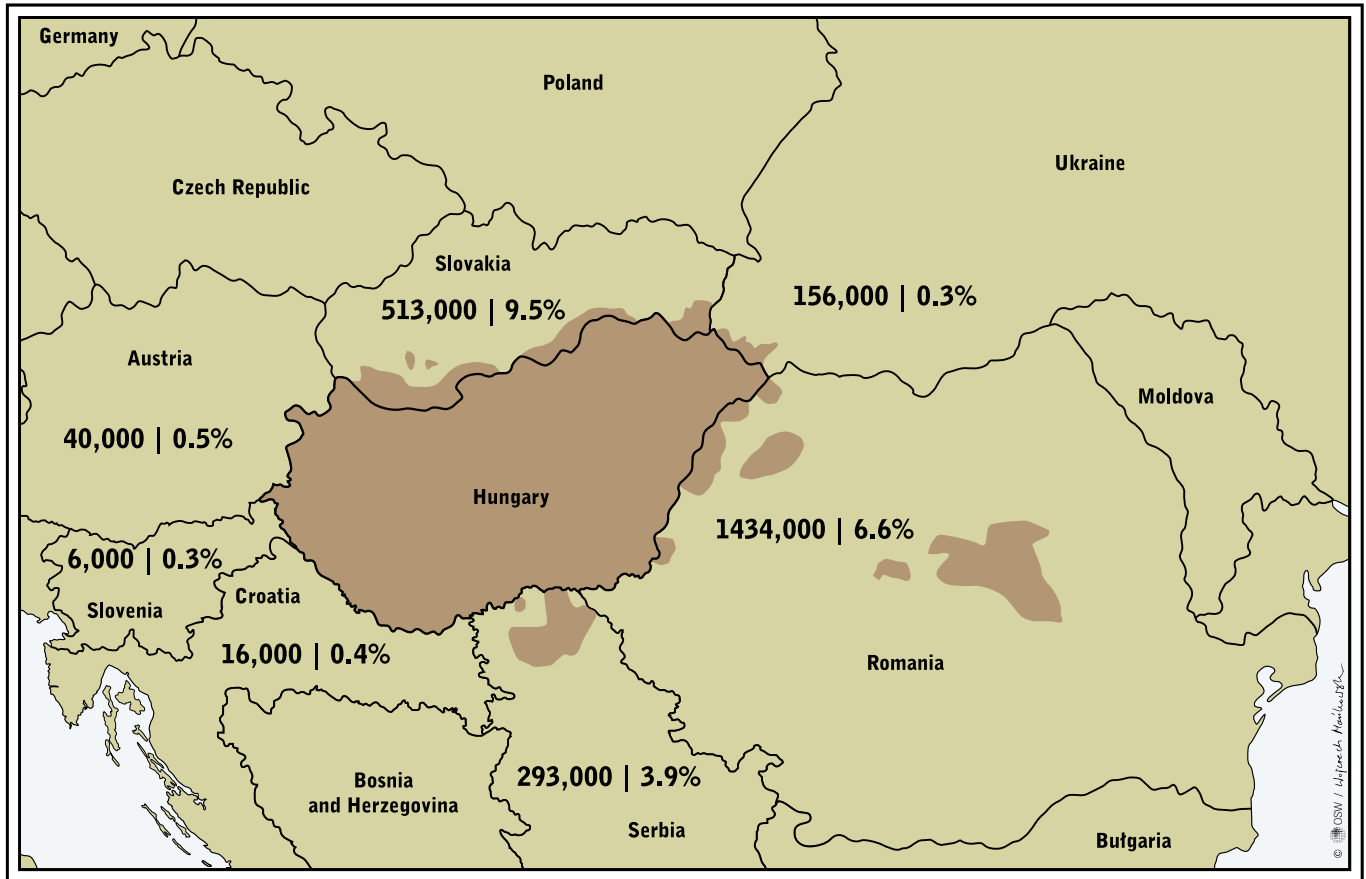 Germany
Poland
Ukraine
Czech Republic
Slovakia
513,000 | 9.5%
156,000 | 0.3%
Austria
40,000 | 0.5%
Moldova
Hungary
1434,000 | 6.6%
6,000 | 0.3%
Slovenia
Croatia
16,000 | 0.4%
Romania
Bosnia
and Herzegovina
293,000 | 3.9%
Serbia
Bułgaria
© OSW / Wojciech Mańkowski